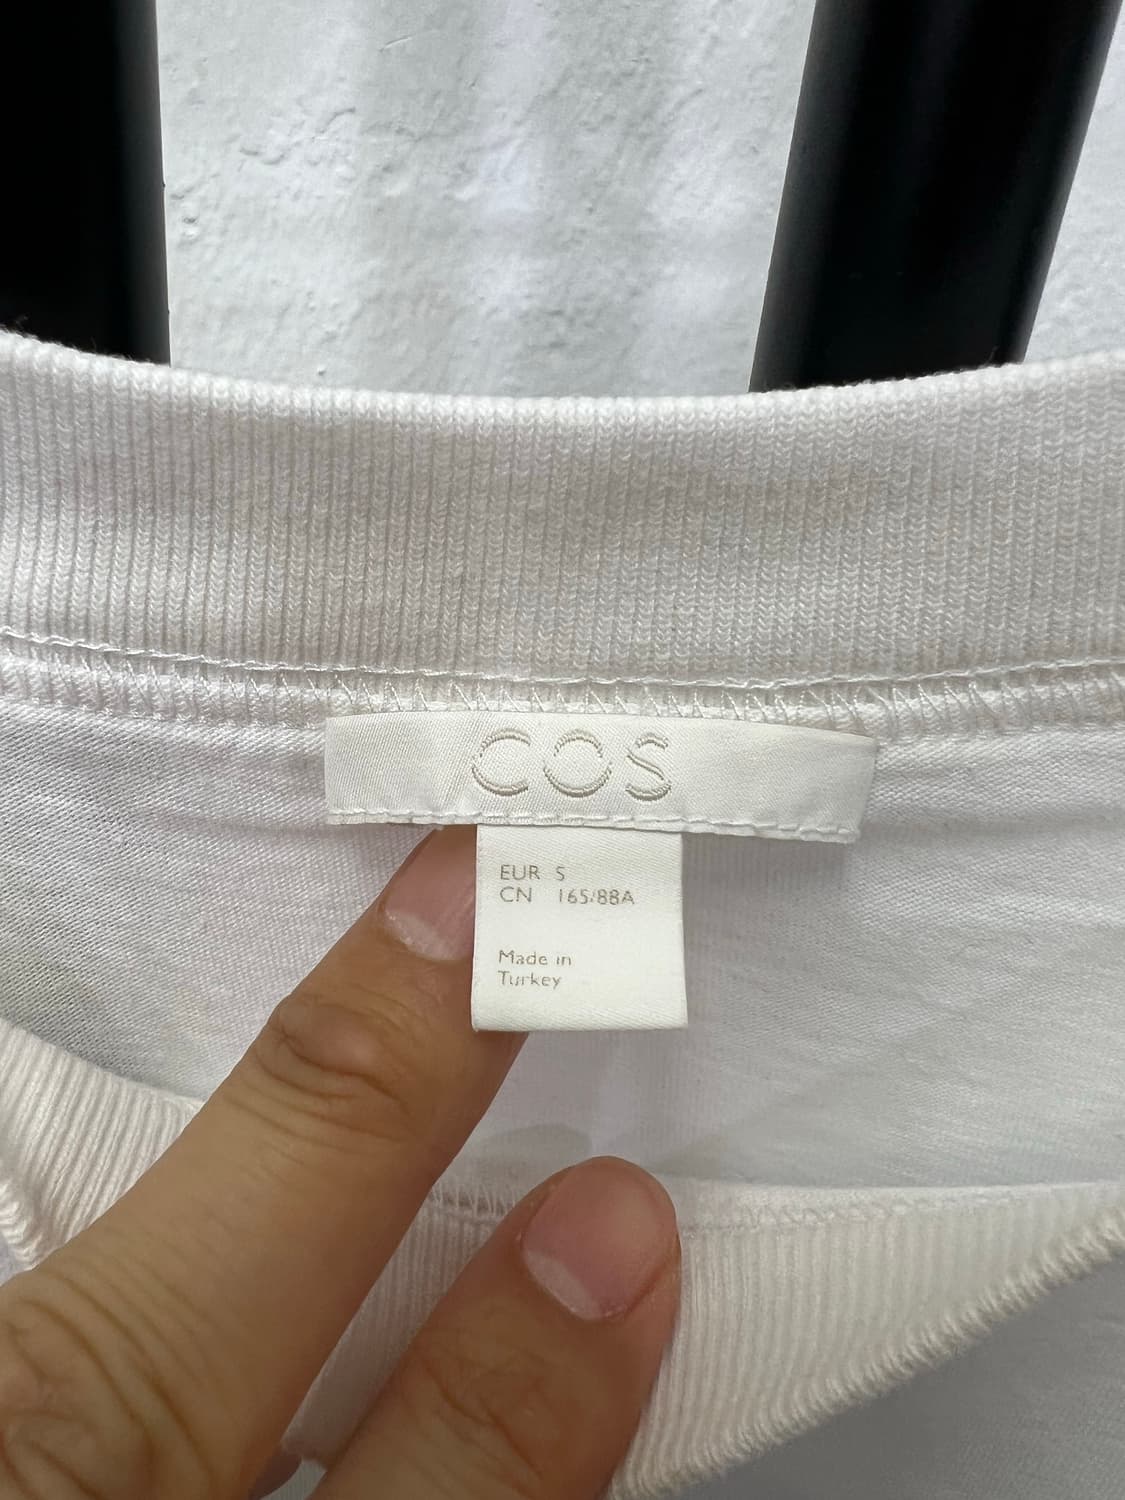 COS
EUR S
CN 165/88A
Made in
Turkey